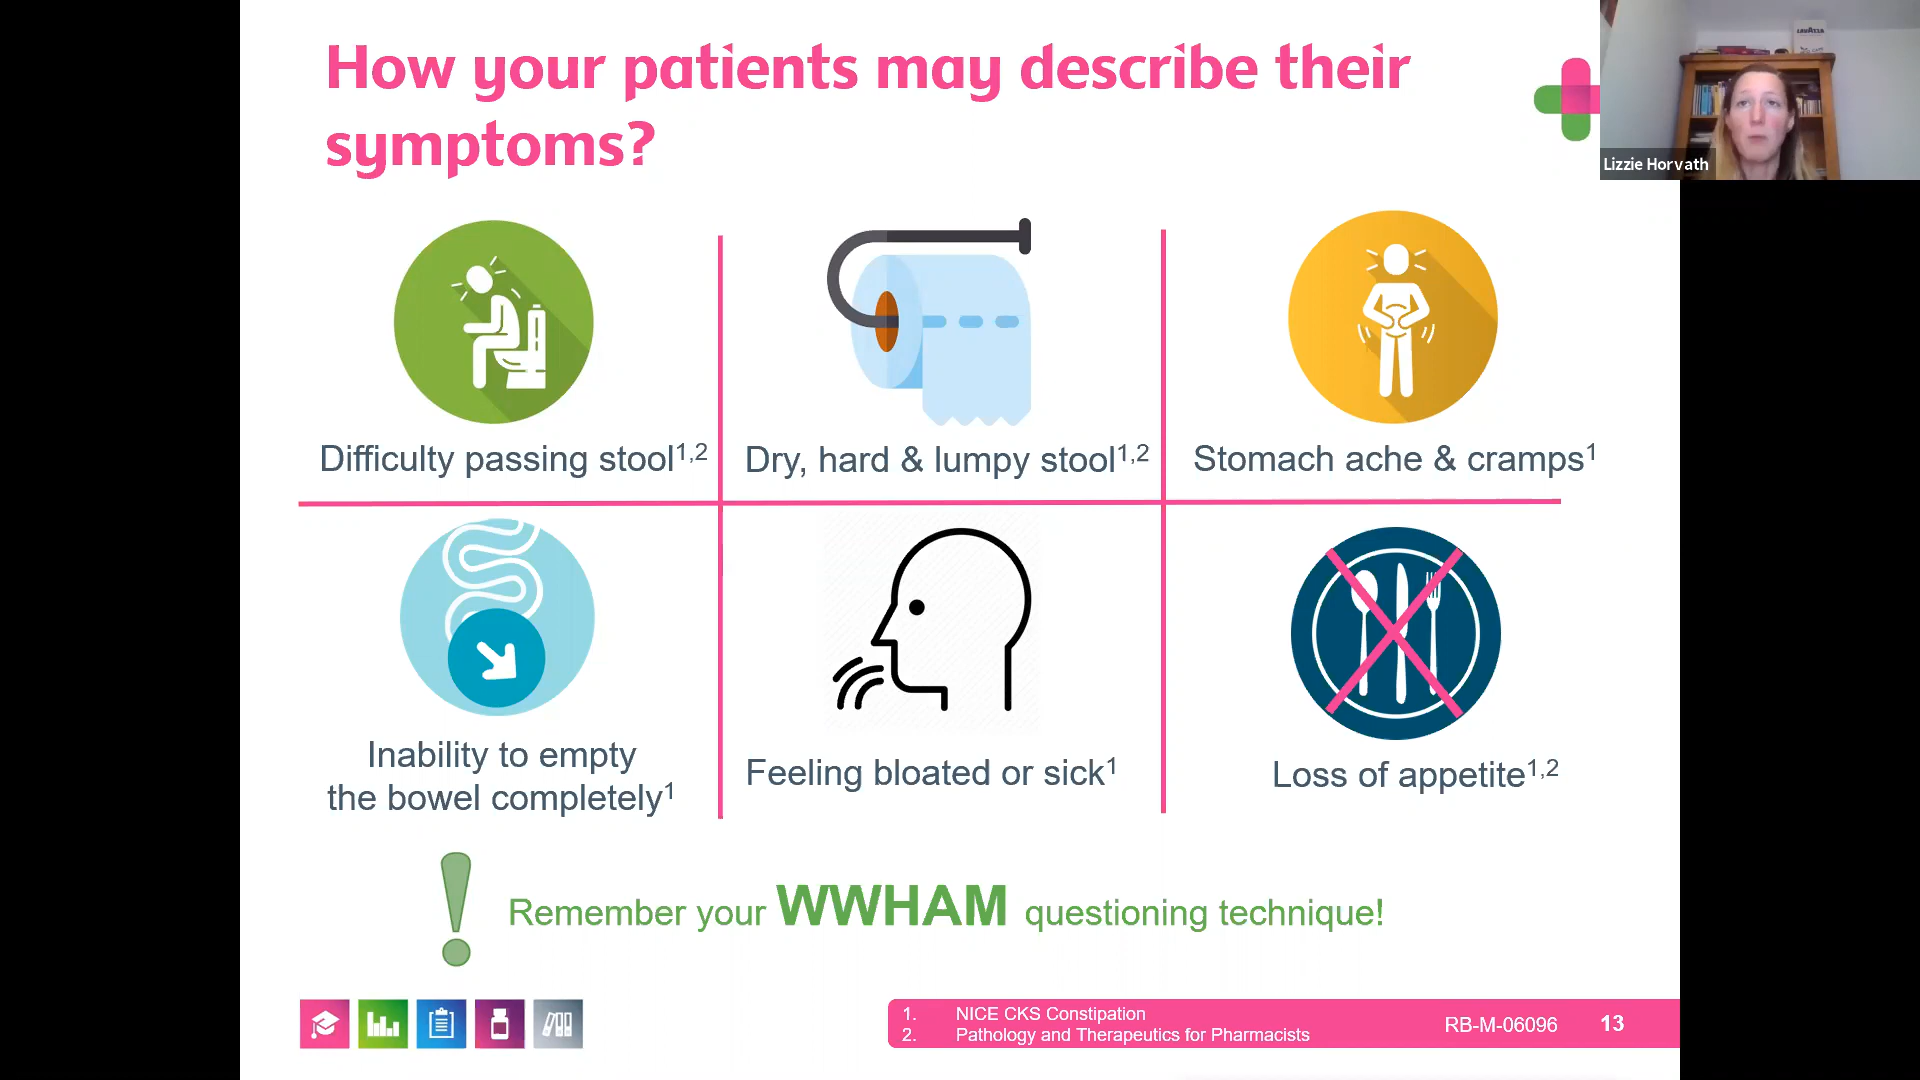 How your patients may describe their
symptoms?
LAVAZZA
Lizzie Horvath
Difficulty passing stool1,2
Dry, hard & lumpy stool1,2
Stomach ache & cramps1
Inability to empty
the bowel completely1
Feeling bloated or sick1
Loss of appetite1,2
Remember your WWHAM questioning technique!
1. NICE CKS Constipation
2. Pathology and Therapeutics for Pharmacists
RB-M-06096 13